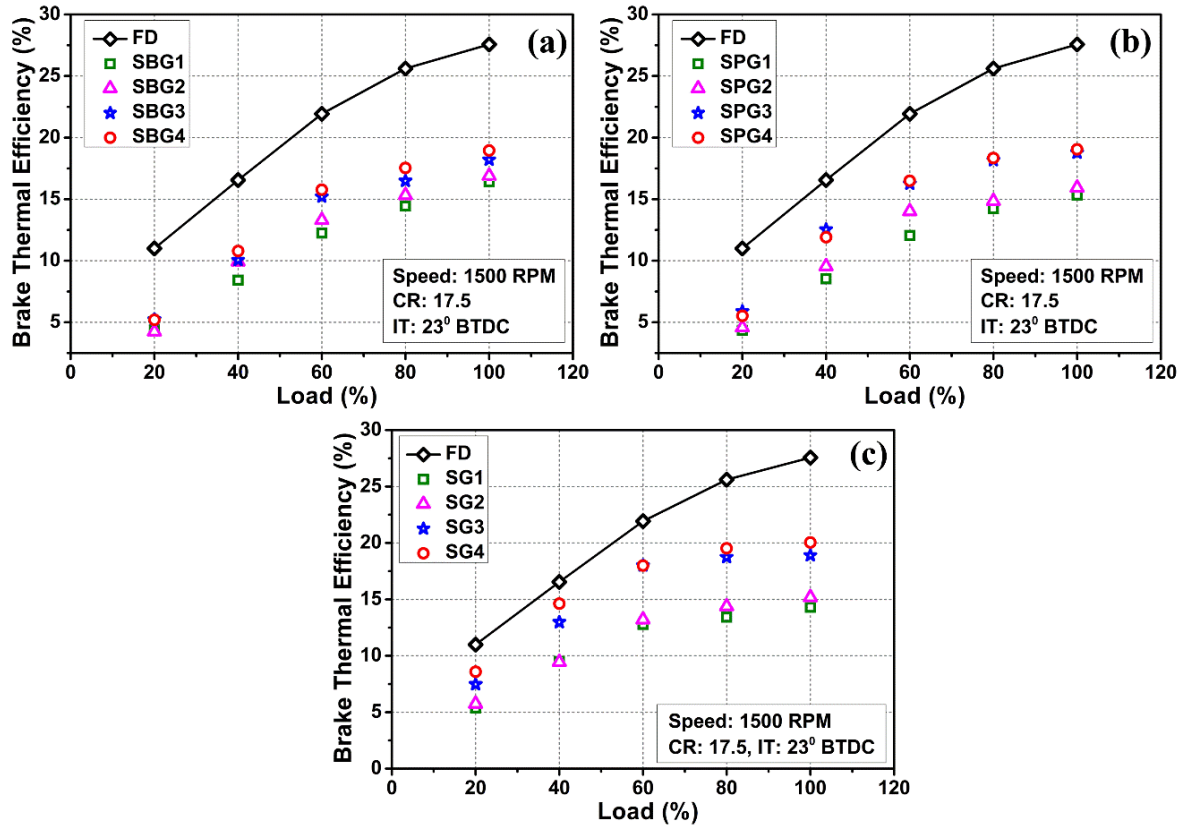 (a)
Brake Thermal Efficiency (%)
30
25
20
15
10
5
FD
SBG1
SBG2
SBG3
SBG4
Speed: 1500 RPM
CR: 17.5
IT: 23⁰ BTDC
0 20 40 60 80 100 120
Load (%)
(b)
Brake Thermal Efficiency (%)
30
25
20
15
10
5
FD
SPG1
SPG2
SPG3
SPG4
Speed: 1500 RPM
CR: 17.5
IT: 23⁰ BTDC
0 20 40 60 80 100 120
Load (%)
(c)
Brake Thermal Efficiency (%)
30
25
20
15
10
5
0
FD
SG1
SG2
SG3
SG4
Speed: 1500 RPM
CR: 17.5, IT: 23⁰ BTDC
0 20 40 60 80 100 120
Load (%)